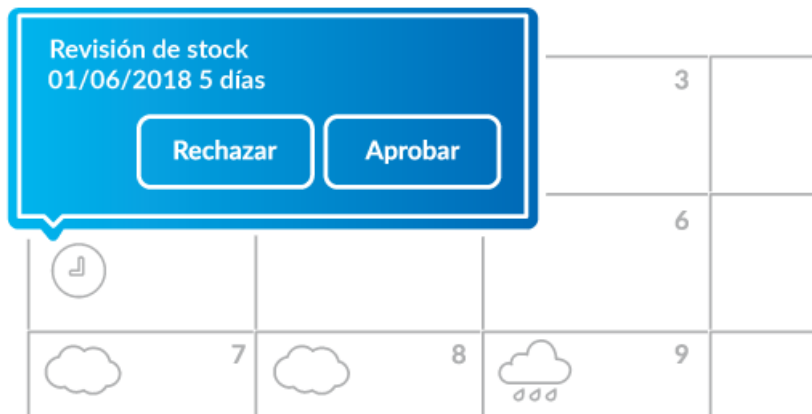 Revisión de stock
01/06/2018 5 días
Rechazar Aprobar
3
6
7 8 9